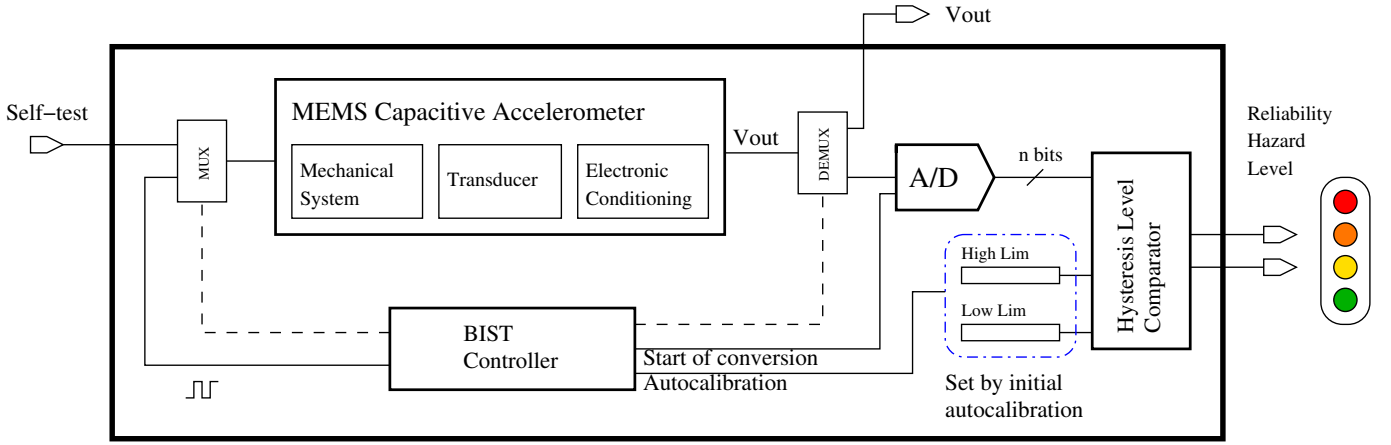 Vout
Self−test
MUX
MEMS Capacitive Accelerometer
Mechanical
System
Transducer
Electronic
Conditioning
Vout
DEMUX
A/D
n bits
Reliability
Hazard
Level
High Lim
Low Lim
Hysteresis Level
Comparator
BIST
Controller
Start of conversion
Autocalibration
Set by initial
autocalibration